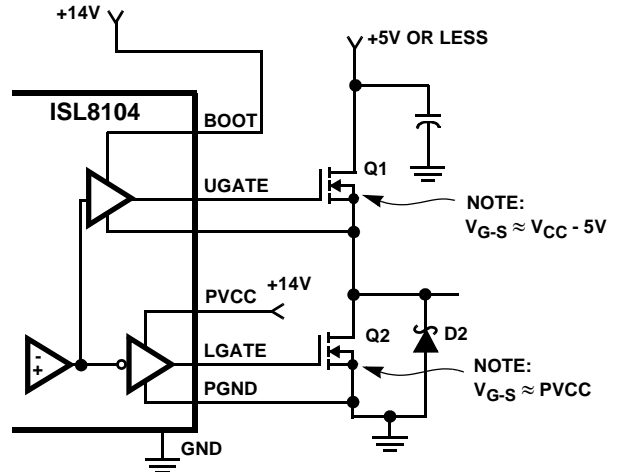 +14V
+5V OR LESS
ISL8104
BOOT
Q1
UGATE
NOTE:
VG-S ≈ VCC - 5V
PVCC
+14V
Q2
D2
LGATE
NOTE:
VG-S ≈ PVCC
PGND
GND
-
+